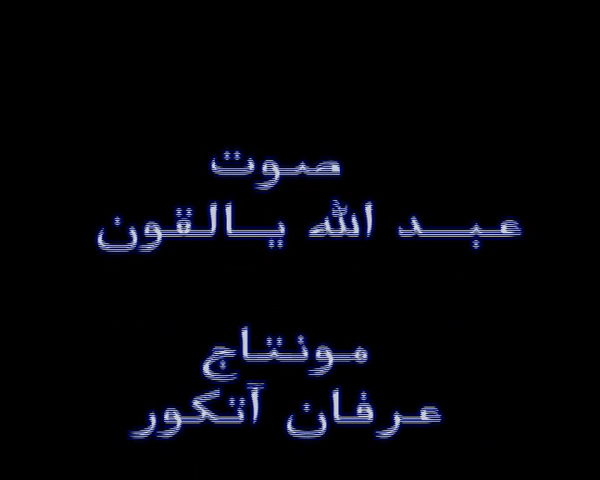 صوت
عبد الله يالقون
مونتاج
عرفان آتكور